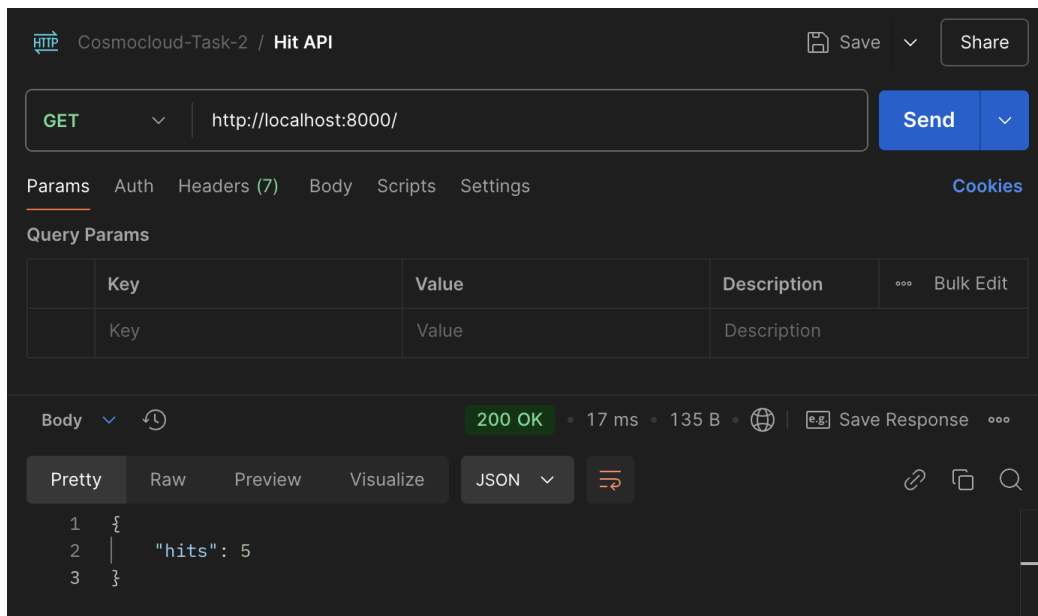 HTTP Cosmocloud-Task-2 / Hit API Save Share
GET http://localhost:8000/ Send
Params Auth Headers (7) Body Scripts Settings Cookies
Query Params
Key Value Description Bulk Edit
Key Value Description
Body 200 OK • 17 ms • 135 B • e.g. Save Response
Pretty Raw Preview Visualize JSON
1 {
2 "hits": 5
3 }